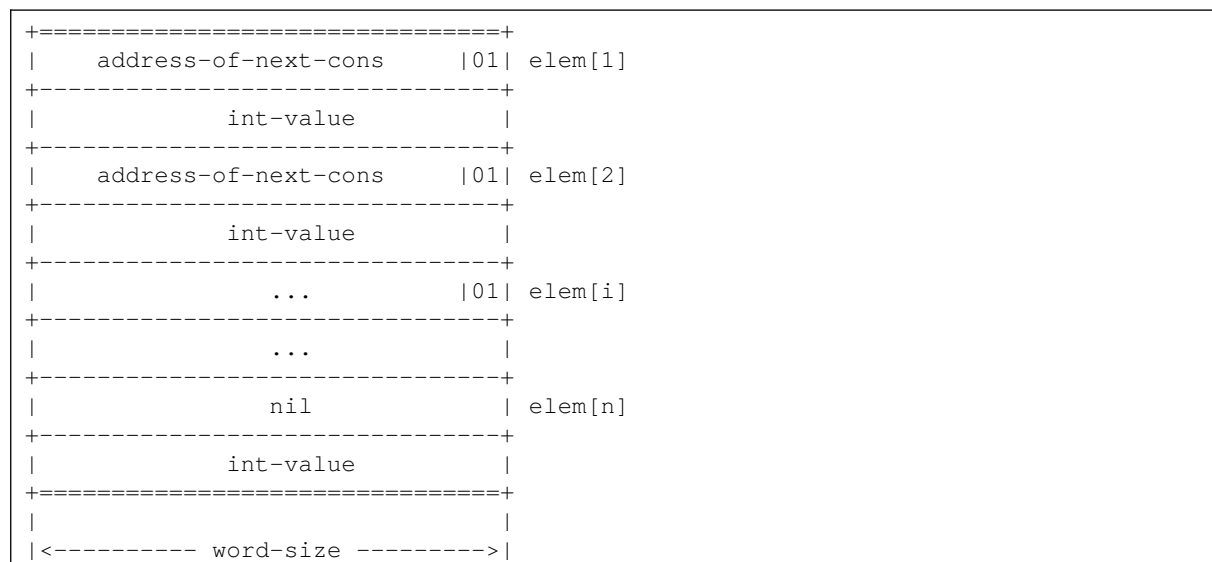 +================================+
|    address-of-next-cons     |01| elem[1]
+--------------------------------+
|            int-value           |
+--------------------------------+
|    address-of-next-cons     |01| elem[2]
+--------------------------------+
|            int-value           |
+--------------------------------+
|               ...           |01| elem[i]
+--------------------------------+
|               ...              |
+--------------------------------+
|               nil              | elem[n]
+--------------------------------+
|            int-value           |
+================================+
|                                |
|<---------- word-size --------->|